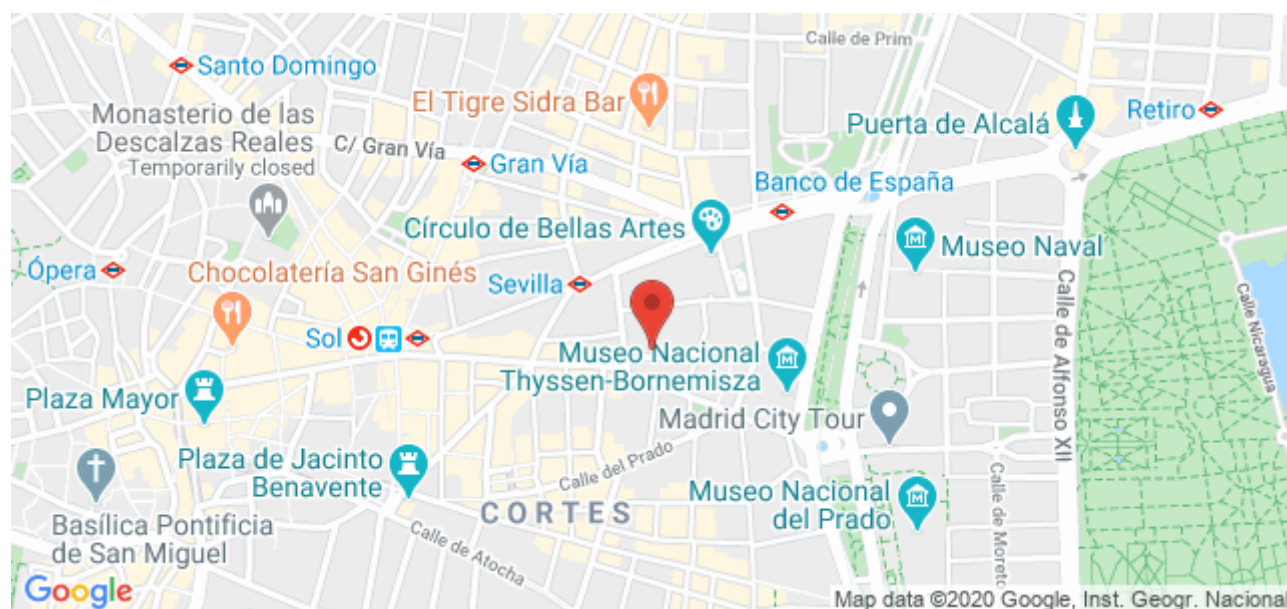 Calle de Prim
Santo Domingo
El Tigre Sidra Bar
Monasterio de las
Descalzas Reales
Temporarily closed
C/ Gran Vía
Gran Vía
Puerta de Alcalá
Retiro
Banco de España
Círculo de Bellas Artes
Museo Naval
Ópera
Chocolatería San Ginés
Sevilla
Calle de Alfonso XII
Calle Nicaragua
Sol
Museo Nacional
Thyssen-Bornemisza
Plaza Mayor
Madrid City Tour
Plaza de Jacinto
Benavente
Calle del Prado
Museo Nacional
del Prado
CORTES
Calle de Moreto
Basílica Pontificia
de San Miguel
Calle de Atocha
Google
Map data ©2020 Google, Inst. Geogr. Naciona